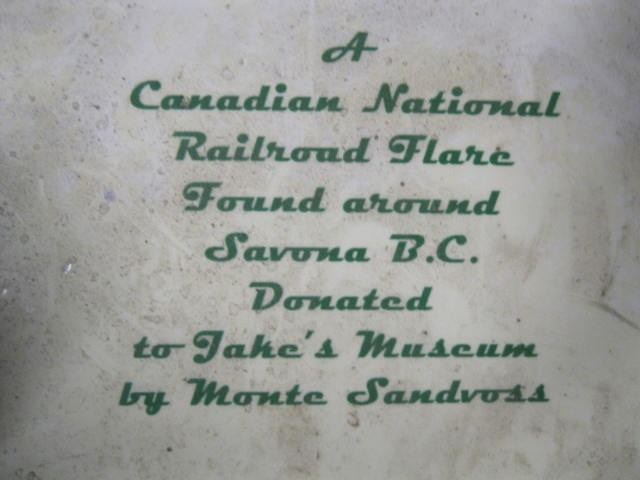 A
Canadian National
Railroad Flare
Found around
Savona B.C.
Donated
to Jake's Museum
by Monte Sandvoss